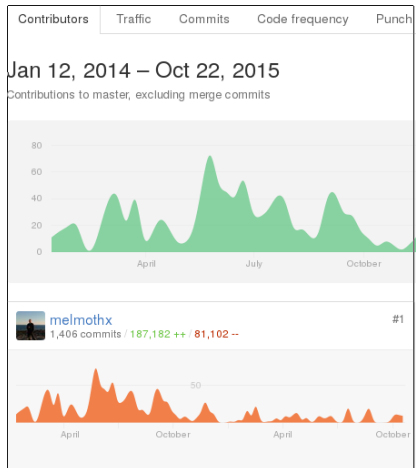 Contributors Traffic Commits Code frequency Punch
Jan 12, 2014 – Oct 22, 2015
Contributions to master, excluding merge commits
80
60
40
20
0
April July October
melmothx #1
1,406 commits / 187,182 ++ / 81,102 --
50
April October April October